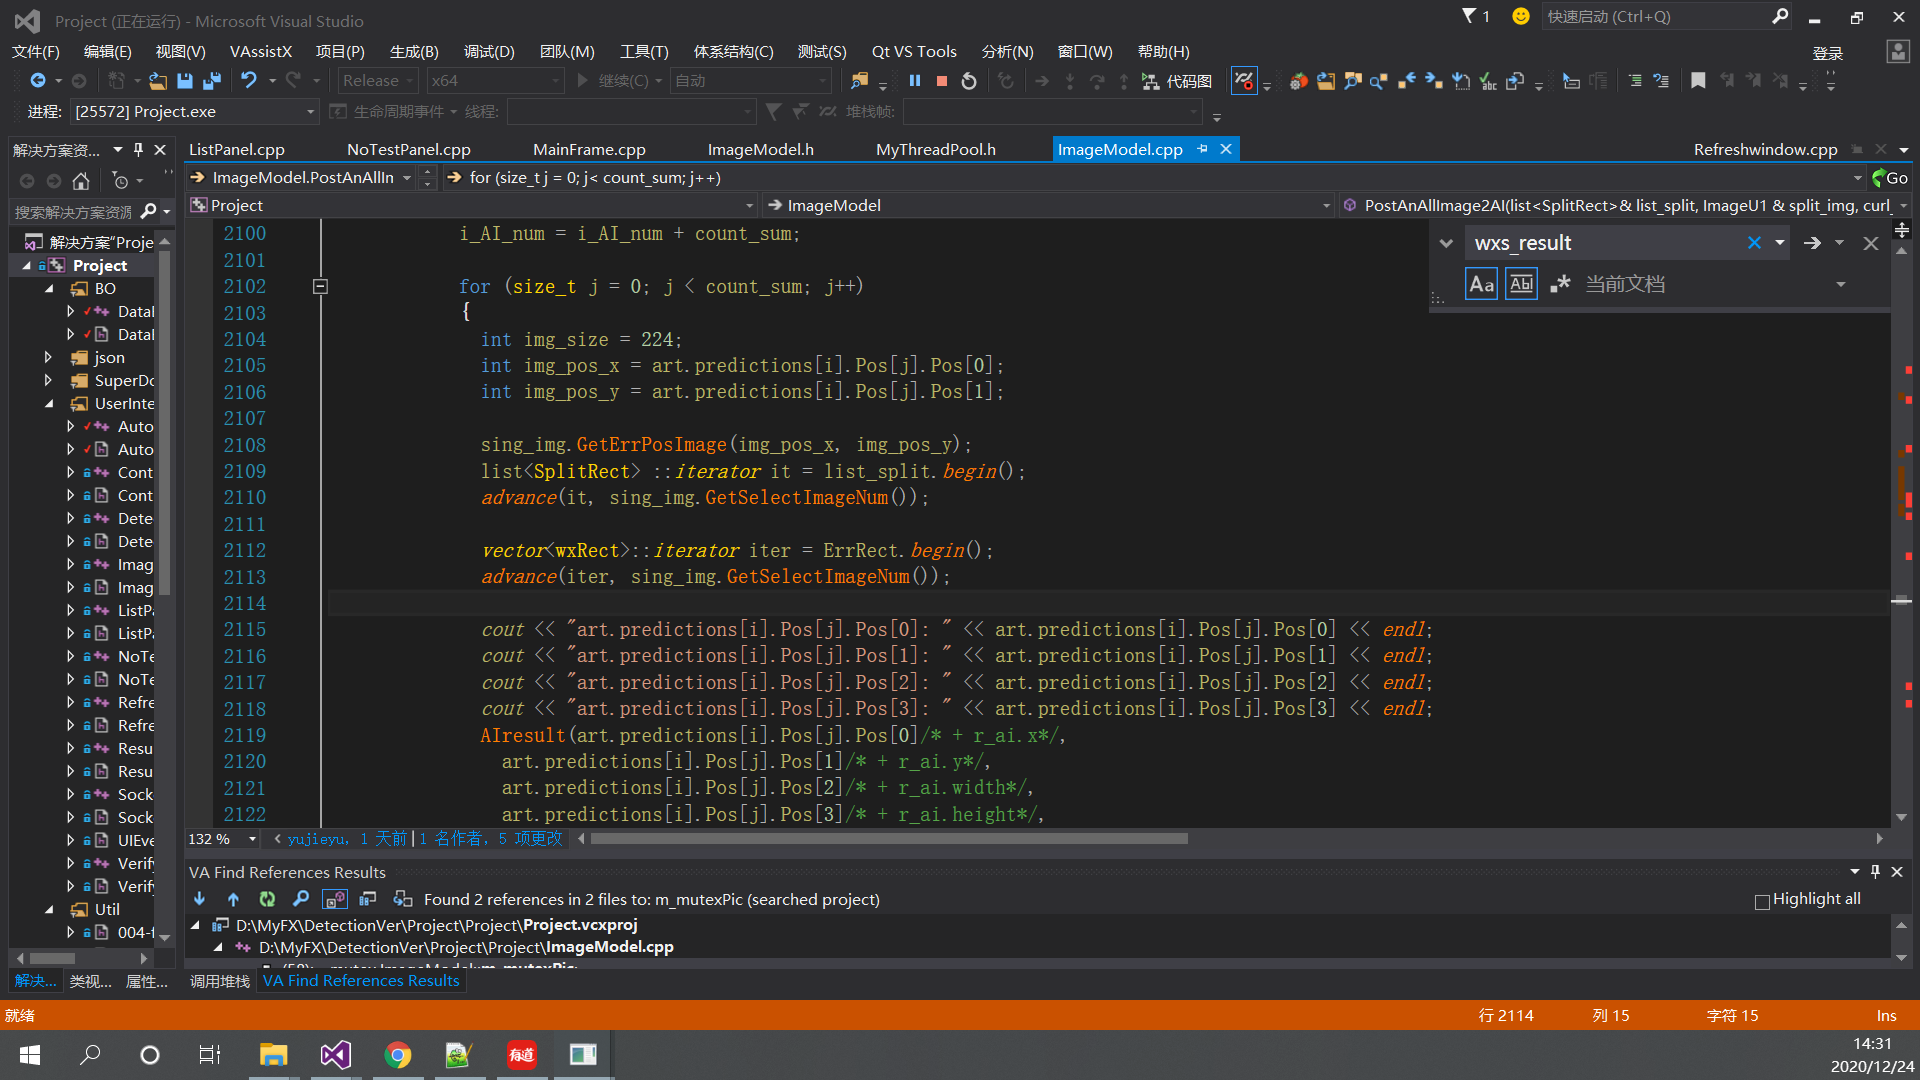 Project (正在运行) - Microsoft Visual Studio
1
快速启动 (Ctrl+Q)
文件(F) 编辑(E) 视图(V) VAssistX 项目(P) 生成(B) 调试(D) 团队(M) 工具(T) 体系结构(C) 测试(S) Qt VS Tools 分析(N) 窗口(W) 帮助(H) 登录
Release x64 继续(C) 自动 代码图
进程: [25572] Project.exe 生命周期事件 线程: 堆栈帧:
解决方案资...
ListPanel.cpp NoTestPanel.cpp MainFrame.cpp ImageModel.h MyThreadPool.h ImageModel.cpp Refreshwindow.cpp
ImageModel.PostAnAllIn for (size_t j = 0; j< count_sum; j++) Go
搜索解决方案资源
Project ImageModel PostAnAllImage2AI(list<SplitRect>& list_split, ImageU1 & split_img, curl_
解决方案"Proje
Project
BO
Datal
Datal
json
SuperDo
UserInte
Auto
Auto
Cont
Cont
Dete
Dete
Imag
Imag
ListPa
ListPa
NoTe
NoTe
Refre
Refre
Resu
Resu
Sock
Sock
UIEve
Verify
Verify
Util
004-f
wxs_result
Aa Abl .* 当前文档
2100 i_AI_num = i_AI_num + count_sum;
2101
2102 for (size_t j = 0; j < count_sum; j++)
2103 {
2104 int img_size = 224;
2105 int img_pos_x = art.predictions[i].Pos[j].Pos[0];
2106 int img_pos_y = art.predictions[i].Pos[j].Pos[1];
2107
2108 sing_img.GetErrPosImage(img_pos_x, img_pos_y);
2109 list<SplitRect> ::iterator it = list_split.begin();
2110 advance(it, sing_img.GetSelectImageNum());
2111
2112 vector<wxRect>::iterator iter = ErrRect.begin();
2113 advance(iter, sing_img.GetSelectImageNum());
2114
2115 cout << "art.predictions[i].Pos[j].Pos[0]: " << art.predictions[i].Pos[j].Pos[0] << endl;
2116 cout << "art.predictions[i].Pos[j].Pos[1]: " << art.predictions[i].Pos[j].Pos[1] << endl;
2117 cout << "art.predictions[i].Pos[j].Pos[2]: " << art.predictions[i].Pos[j].Pos[2] << endl;
2118 cout << "art.predictions[i].Pos[j].Pos[3]: " << art.predictions[i].Pos[j].Pos[3] << endl;
2119 AIresult(art.predictions[i].Pos[j].Pos[0]/* + r_ai.x*/,
2120 art.predictions[i].Pos[j].Pos[1]/* + r_ai.y*/,
2121 art.predictions[i].Pos[j].Pos[2]/* + r_ai.width*/,
2122 art.predictions[i].Pos[j].Pos[3]/* + r_ai.height*/,
132 % yujieyu, 1 天前 | 1 名作者, 5 项更改
VA Find References Results
Found 2 references in 2 files to: m_mutexPic (searched project) Highlight all
D:\MyFX\DetectionVer\Project\Project\Project.vcxproj
D:\MyFX\DetectionVer\Project\Project\ImageModel.cpp
解决... 类视... 属性... 调用堆栈 VA Find References Results
就绪 行 2114 列 15 字符 15 Ins
有道
14:31
2020/12/24